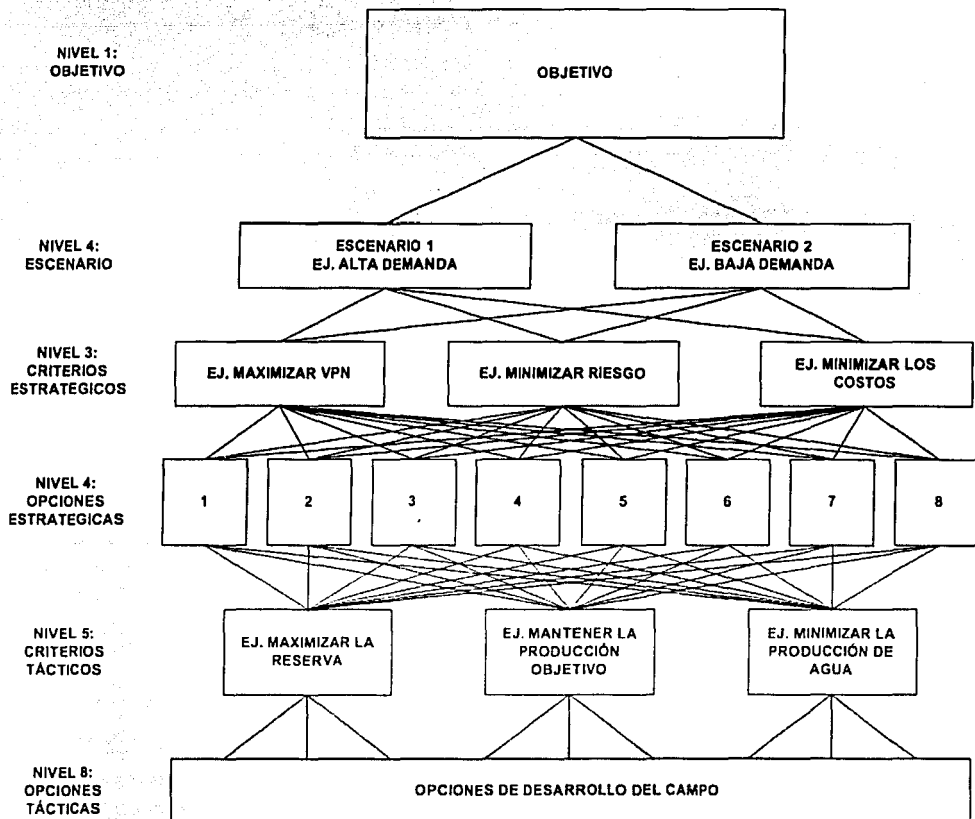 NIVEL 1:
OBJETIVO
OBJETIVO
NIVEL 4:
ESCENARIO
ESCENARIO 1
EJ. ALTA DEMANDA
ESCENARIO 2
EJ. BAJA DEMANDA
NIVEL 3:
CRITERIOS
ESTRATEGICOS
EJ. MAXIMIZAR VPN
EJ. MINIMIZAR RIESGO
EJ. MINIMIZAR LOS
COSTOS
NIVEL 4:
OPCIONES
ESTRATEGICAS
1 2 3 4 5 6 7 8
NIVEL 5:
CRITERIOS
TÁCTICOS
EJ. MAXIMIZAR LA
RESERVA
EJ. MANTENER LA
PRODUCCIÓN
OBJETIVO
EJ. MINIMIZAR LA
PRODUCCIÓN DE
AGUA
NIVEL 8:
OPCIONES
TÁCTICAS
OPCIONES DE DESARROLLO DEL CAMPO